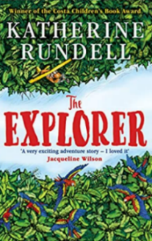 Winner of the Costa Children's Book Award
KATHERINE
RUNDELL
The
EXPLORER
'A very exciting adventure story – I loved it'
Jacqueline Wilson